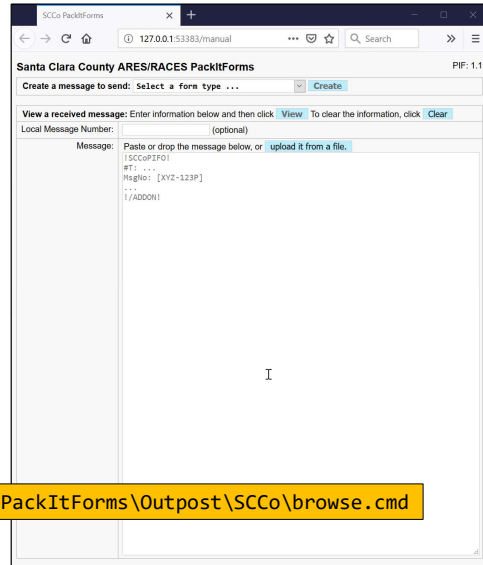 SCCo PackItForms
127.0.0.1:53383/manual
Search
Santa Clara County ARES/RACES PackItForms
PIF: 1.1
Create a message to send: Select a form type ... Create
View a received message: Enter information below and then click View To clear the information, click Clear
Local Message Number: (optional)
Message: Paste or drop the message below, or upload it from a file.
!SCCoPIFO!
#T: ...
MsgNo: [XYZ-123P]
...
!/ADDON!
PackItForms\Outpost\SCCo\browse.cmd